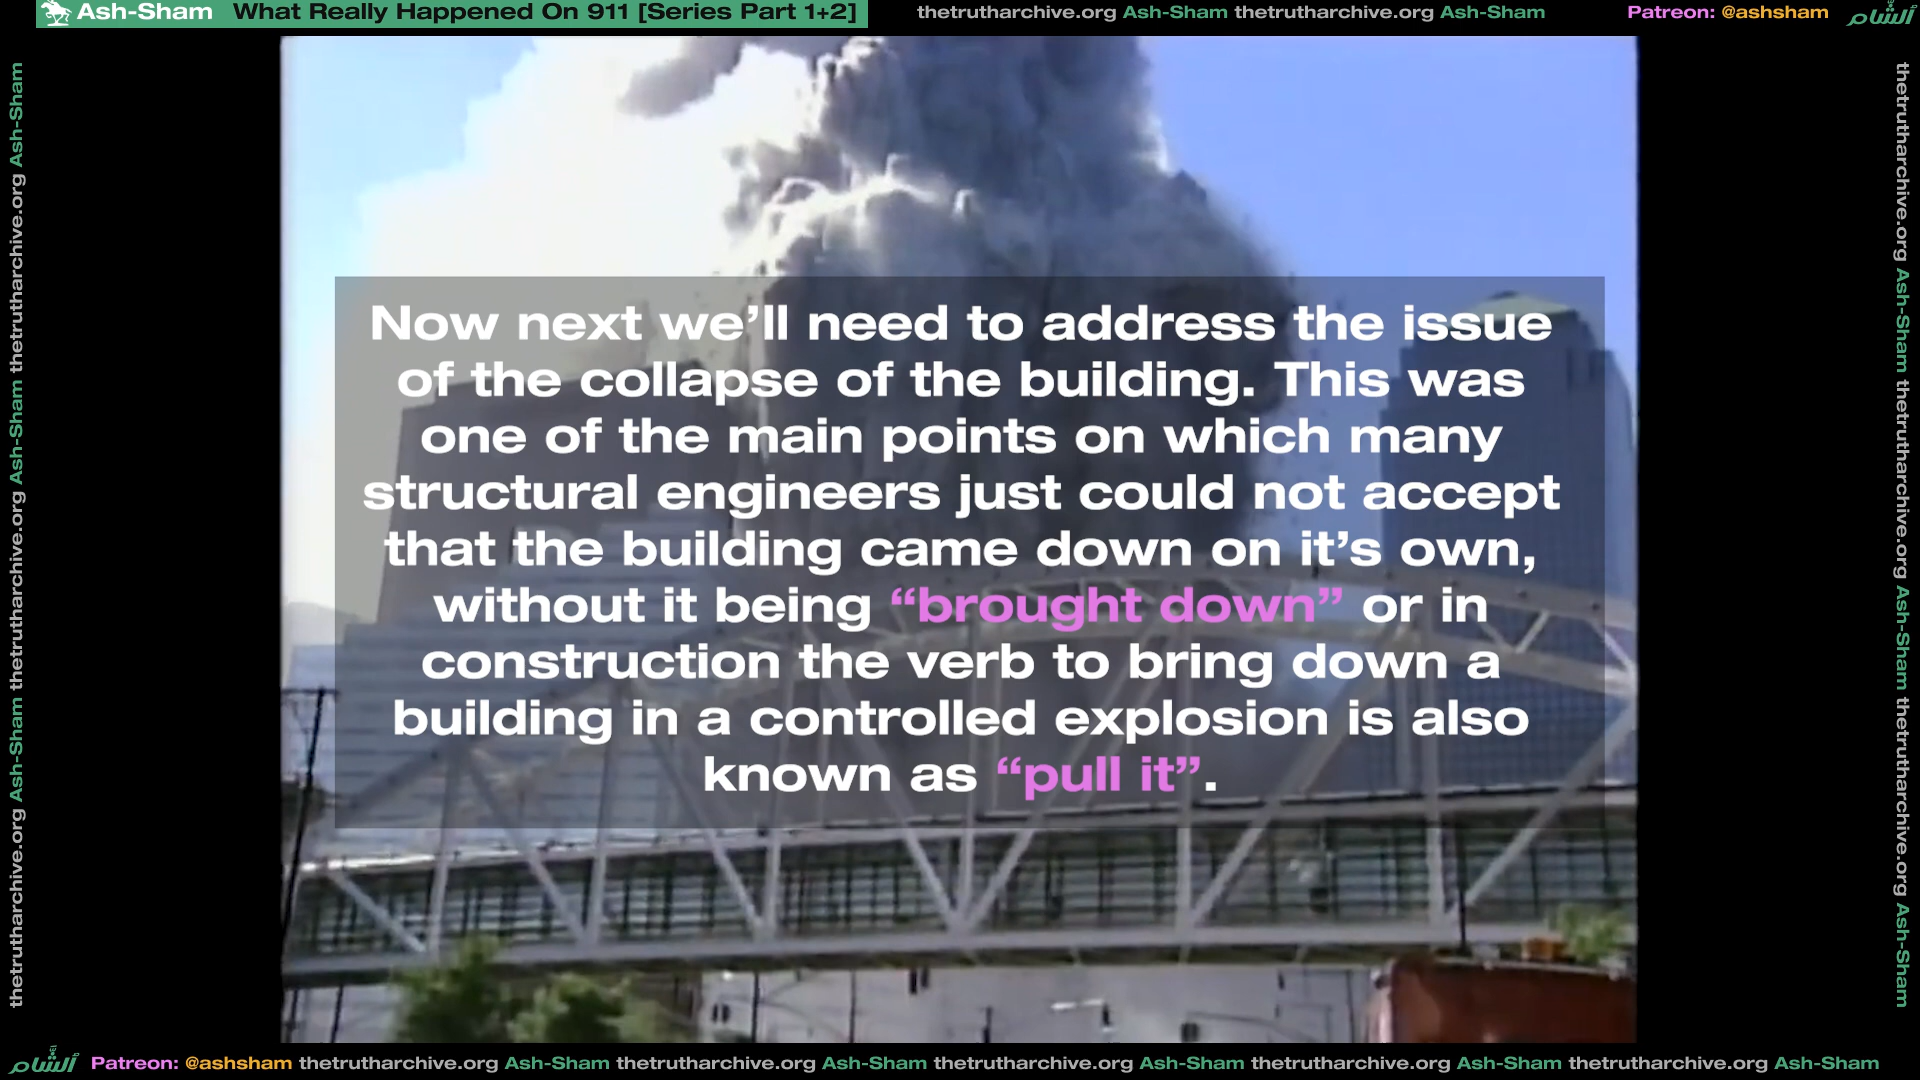 Ash-Sham What Really Happened On 911 [Series Part 1+2] thetrutharchive.org Ash-Sham thetrutharchive.org Ash-Sham Patreon: @ashsham الشام
thetrutharchive.org Ash-Sham thetrutharchive.org Ash-Sham thetrutharchive.org Ash-Sham
Now next we’ll need to address the issue
of the collapse of the building. This was
one of the main points on which many
structural engineers just could not accept
that the building came down on it’s own,
without it being “brought down” or in
construction the verb to bring down a
building in a controlled explosion is also
known as “pull it”.
thetrutharchive.org Ash-Sham thetrutharchive.org Ash-Sham thetrutharchive.org Ash-Sham
الشام Patreon: @ashsham thetrutharchive.org Ash-Sham thetrutharchive.org Ash-Sham thetrutharchive.org Ash-Sham thetrutharchive.org Ash-Sham thetrutharchive.org Ash-Sham